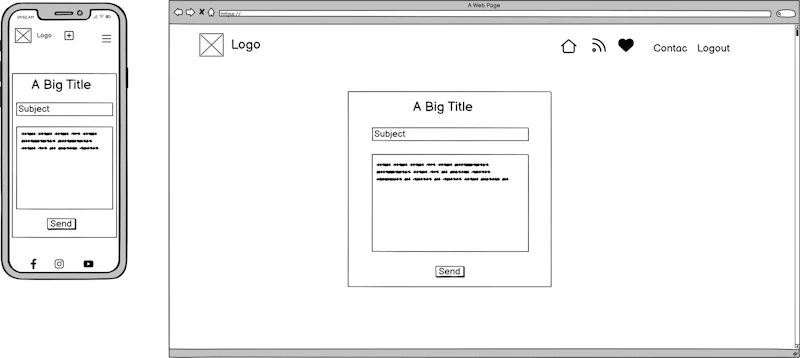 09:52 AM
Logo
A Big Title
Subject
Send
A Web Page
https://
Logo
Contac
Logout
A Big Title
Subject
Send